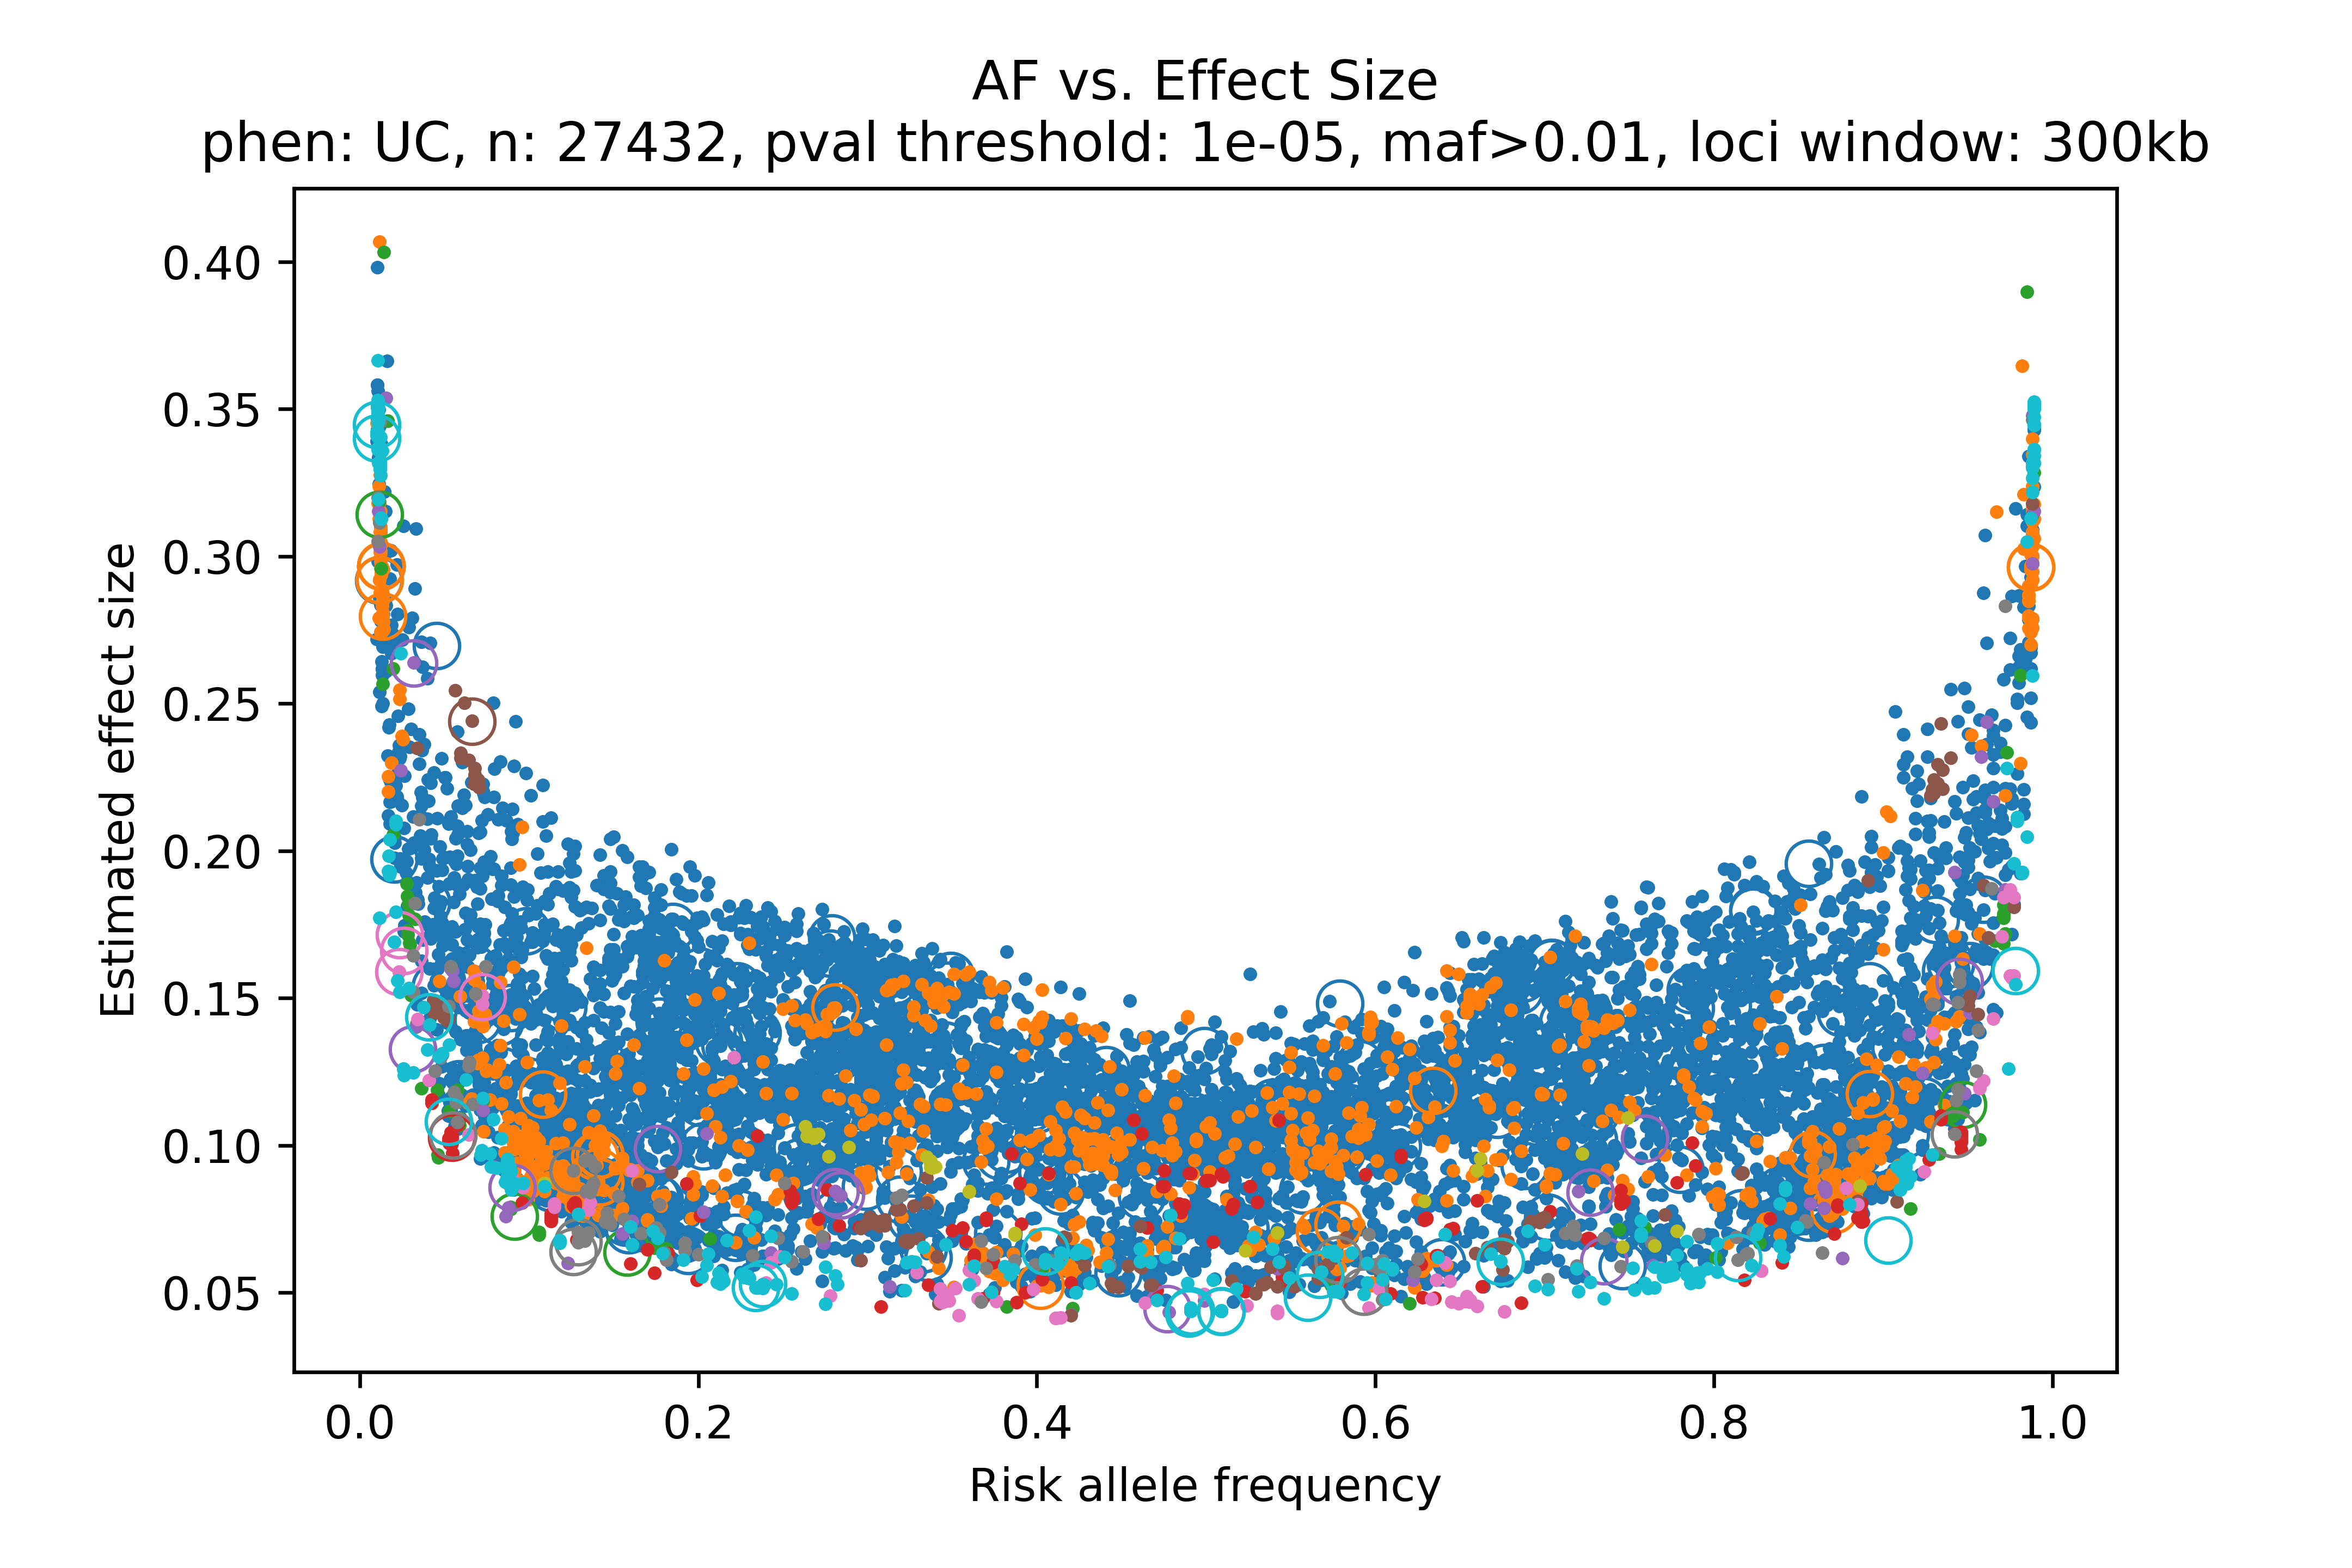 AF vs. Effect Size
phen: UC, n: 27432, pval threshold: 1e-05, maf>0.01, loci window: 300kb
0.40
0.35
0.30
0.25
0.20
0.15
0.10
0.05
Estimated effect size
0.0 0.2 0.4 0.6 0.8 1.0
Risk allele frequency